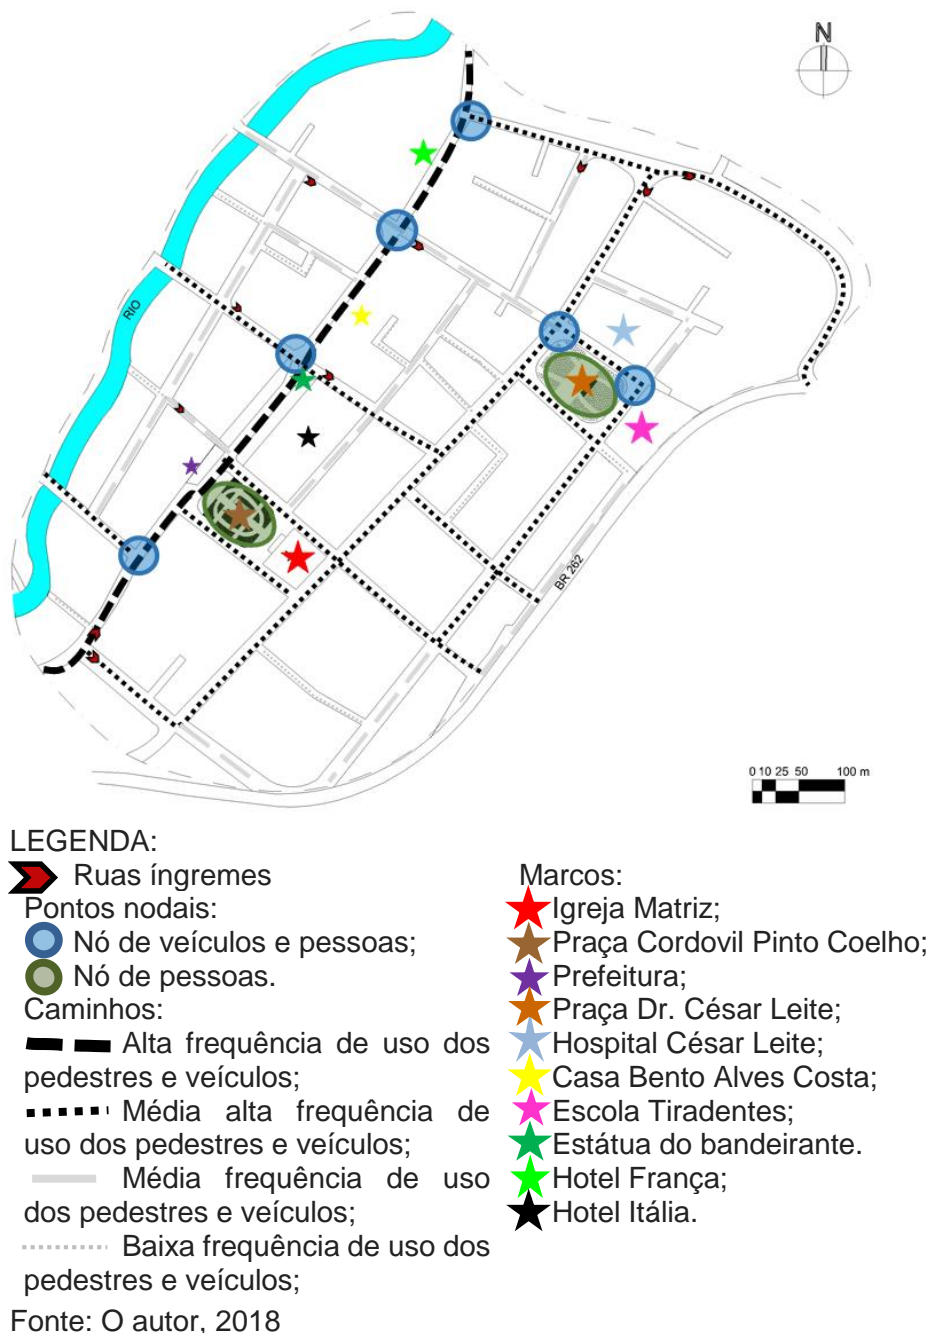 N
RIO
BR 262
0 10 25 50 100 m
LEGENDA:
Ruas íngremes
Pontos nodais:
Nó de veículos e pessoas;
Nó de pessoas.
Caminhos:
Alta frequência de uso dos
pedestres e veículos;
Média alta frequência de
uso dos pedestres e veículos;
Média frequência de uso
dos pedestres e veículos;
Baixa frequência de uso dos
pedestres e veículos;
Marcos:
Igreja Matriz;
Praça Cordovil Pinto Coelho;
Prefeitura;
Praça Dr. César Leite;
Hospital César Leite;
Casa Bento Alves Costa;
Escola Tiradentes;
Estátua do bandeirante.
Hotel França;
Hotel Itália.
Fonte: O autor, 2018